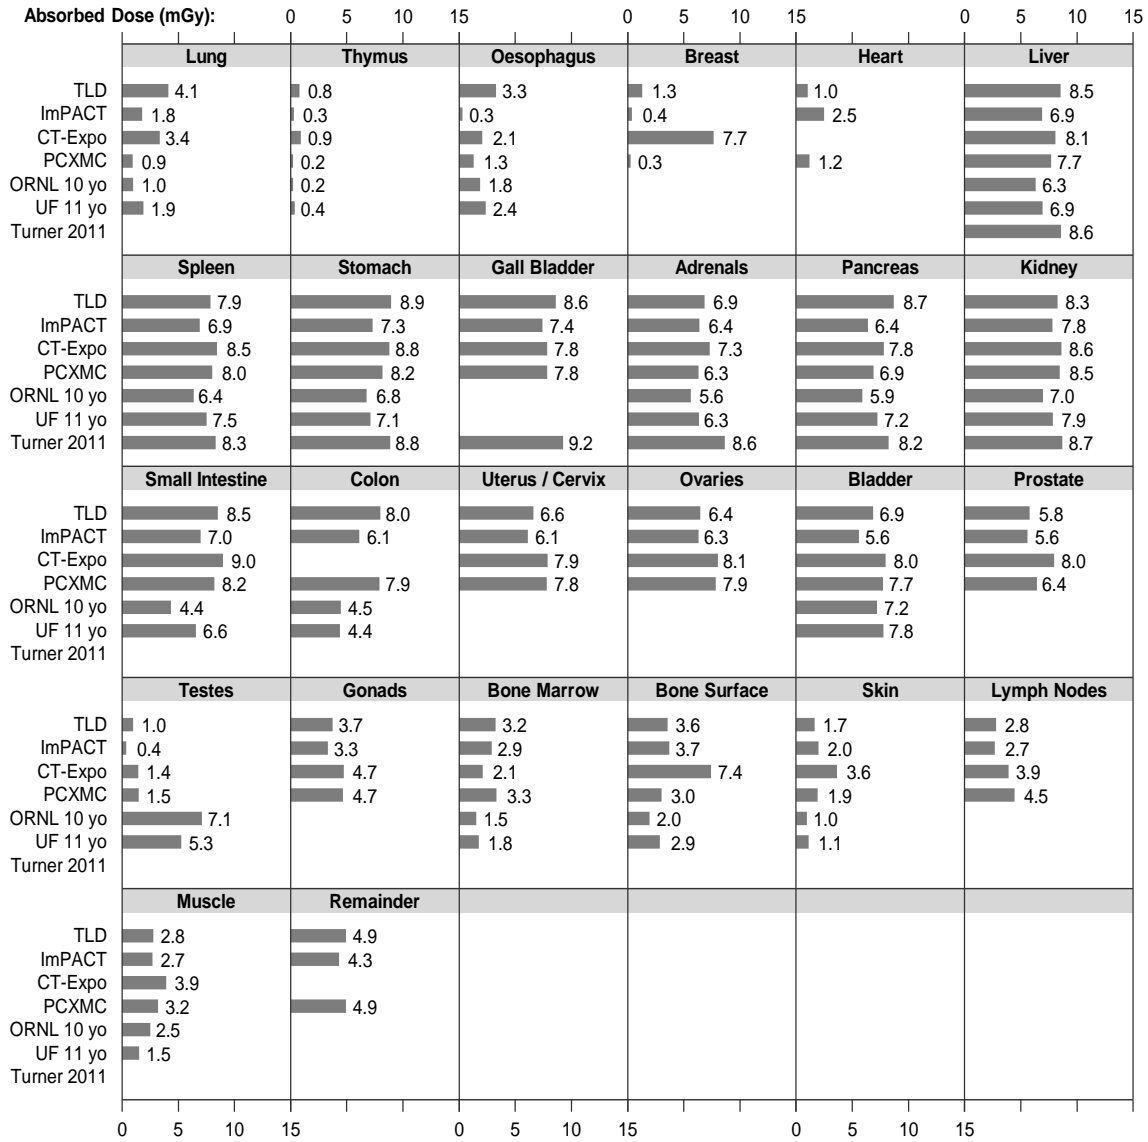 Absorbed Dose (mGy): 0 5 10 15 0 5 10 15 0 5 10 15
Lung Thymus Oesophagus Breast Heart Liver
TLD 4.1 0.8 3.3 1.3 1.0 8.5
ImPACT 1.8 0.3 0.3 0.4 2.5 6.9
CT-Expo 3.4 0.9 2.1 7.7 8.1
PCXMC 0.9 0.2 1.3 0.3 1.2 7.7
ORNL 10 yo 1.0 0.2 1.8 6.3
UF 11 yo 1.9 0.4 2.4 6.9
Turner 2011 8.6
Spleen Stomach Gall Bladder Adrenals Pancreas Kidney
TLD 7.9 8.9 8.6 6.9 8.7 8.3
ImPACT 6.9 7.3 7.4 6.4 6.4 7.8
CT-Expo 8.5 8.8 7.8 7.3 7.8 8.6
PCXMC 8.0 8.2 7.8 6.3 6.9 8.5
ORNL 10 yo 6.4 6.8 5.6 5.9 7.0
UF 11 yo 7.5 7.1 6.3 7.2 7.9
Turner 2011 8.3 8.8 9.2 8.6 8.2 8.7
Small Intestine Colon Uterus / Cervix Ovaries Bladder Prostate
TLD 8.5 8.0 6.6 6.4 6.9 5.8
ImPACT 7.0 6.1 6.1 6.3 5.6 5.6
CT-Expo 9.0 7.9 8.1 8.0 8.0
PCXMC 8.2 7.9 7.8 7.9 7.7 6.4
ORNL 10 yo 4.4 4.5 7.2
UF 11 yo 6.6 4.4 7.8
Turner 2011
Testes Gonads Bone Marrow Bone Surface Skin Lymph Nodes
TLD 1.0 3.7 3.2 3.6 1.7 2.8
ImPACT 0.4 3.3 2.9 3.7 2.0 2.7
CT-Expo 1.4 4.7 2.1 7.4 3.6 3.9
PCXMC 1.5 4.7 3.3 3.0 1.9 4.5
ORNL 10 yo 7.1 1.5 2.0 1.0
UF 11 yo 5.3 1.8 2.9 1.1
Turner 2011
Muscle Remainder
TLD 2.8 4.9
ImPACT 2.7 4.3
CT-Expo 3.9
PCXMC 3.2 4.9
ORNL 10 yo 2.5
UF 11 yo 1.5
Turner 2011
0 5 10 15 0 5 10 15 0 5 10 15